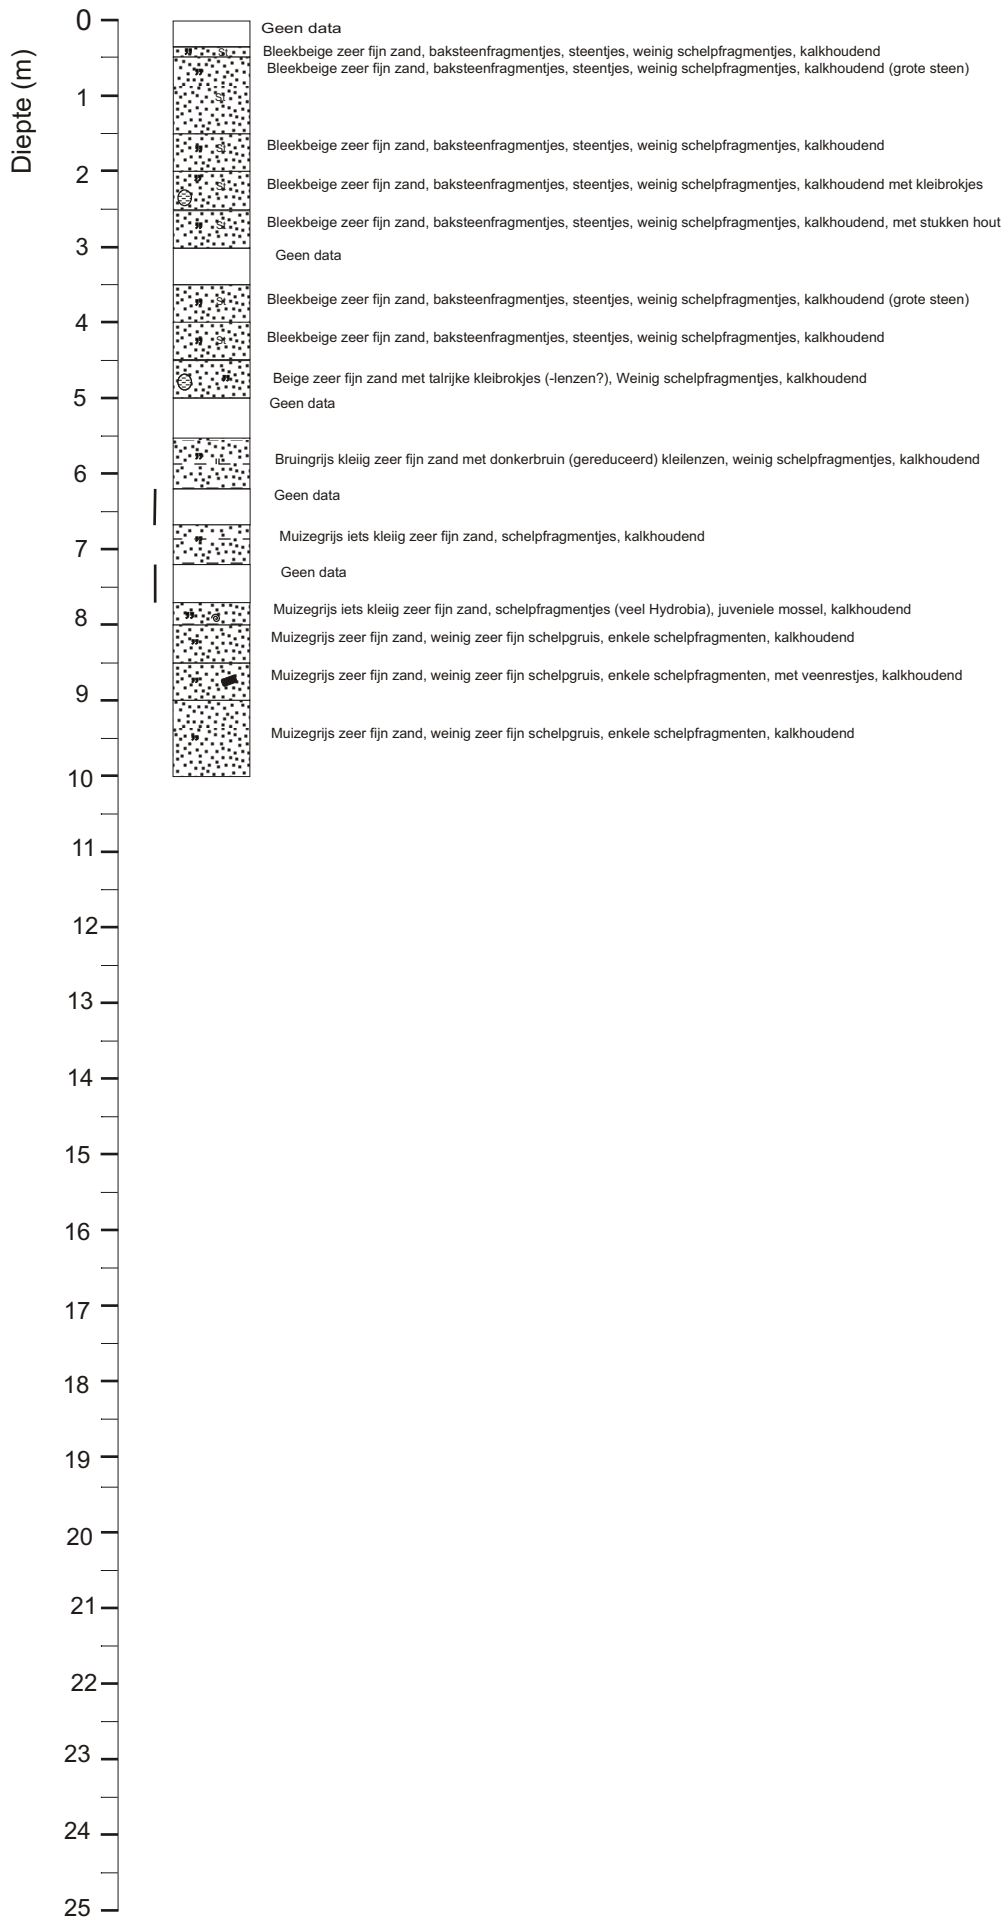 Diepte (m)
0
Geen data
St
Bleekbeige zeer fijn zand, baksteenfragmentjes, steentjes, weinig schelpfragmentjes, kalkhoudend
Bleekbeige zeer fijn zand, baksteenfragmentjes, steentjes, weinig schelpfragmentjes, kalkhoudend (grote steen)
1
St
St
Bleekbeige zeer fijn zand, baksteenfragmentjes, steentjes, weinig schelpfragmentjes, kalkhoudend
2
St
Bleekbeige zeer fijn zand, baksteenfragmentjes, steentjes, weinig schelpfragmentjes, kalkhoudend met kleibrokjes
St
Bleekbeige zeer fijn zand, baksteenfragmentjes, steentjes, weinig schelpfragmentjes, kalkhoudend, met stukken hout
3
Geen data
St
Bleekbeige zeer fijn zand, baksteenfragmentjes, steentjes, weinig schelpfragmentjes, kalkhoudend (grote steen)
4
St
Bleekbeige zeer fijn zand, baksteenfragmentjes, steentjes, weinig schelpfragmentjes, kalkhoudend
Beige zeer fijn zand met talrijke kleibrokjes (-lenzen?), Weinig schelpfragmentjes, kalkhoudend
5
Geen data
Bruingrijs kleiig zeer fijn zand met donkerbruin (gereduceerd) kleilenzen, weinig schelpfragmentjes, kalkhoudend
6
Geen data
Muizegrijs iets kleiig zeer fijn zand, schelpfragmentjes, kalkhoudend
7
Geen data
Muizegrijs iets kleiig zeer fijn zand, schelpfragmentjes (veel Hydrobia), juveniele mossel, kalkhoudend
8
Muizegrijs zeer fijn zand, weinig zeer fijn schelpgruis, enkele schelpfragmenten, kalkhoudend
Muizegrijs zeer fijn zand, weinig zeer fijn schelpgruis, enkele schelpfragmenten, met veenrestjes, kalkhoudend
9
Muizegrijs zeer fijn zand, weinig zeer fijn schelpgruis, enkele schelpfragmenten, kalkhoudend
10
11
12
13
14
15
16
17
18
19
20
21
22
23
24
25